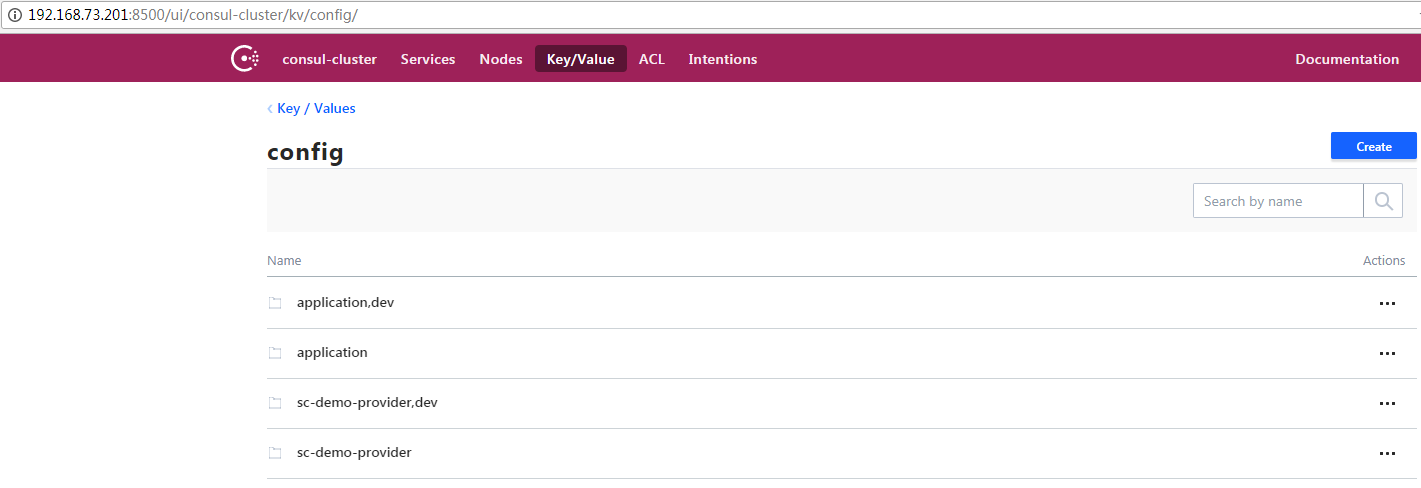 192.168.73.201:8500/ui/consul-cluster/kv/config/
consul-cluster Services Nodes Key/Value ACL Intentions Documentation
Key / Values
config
Create
Search by name
Name Actions
application,dev
application
sc-demo-provider,dev
sc-demo-provider